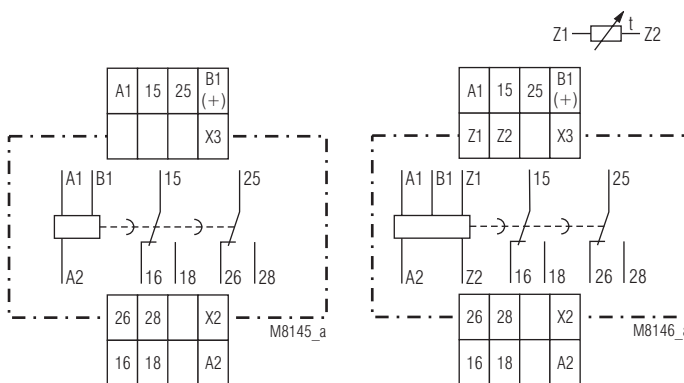 Z1 t Z2
A1 15 25 B1 (+)
X3
A1 B1 15 25
A2 16 18 26 28
26 28 X2
M8145_a
16 18 A2
A1 15 25 B1 (+)
Z1 Z2 X3
A1 B1 Z1 15 25
A2 Z2 16 18 26 28
26 28 X2
M8146_a
16 18 A2